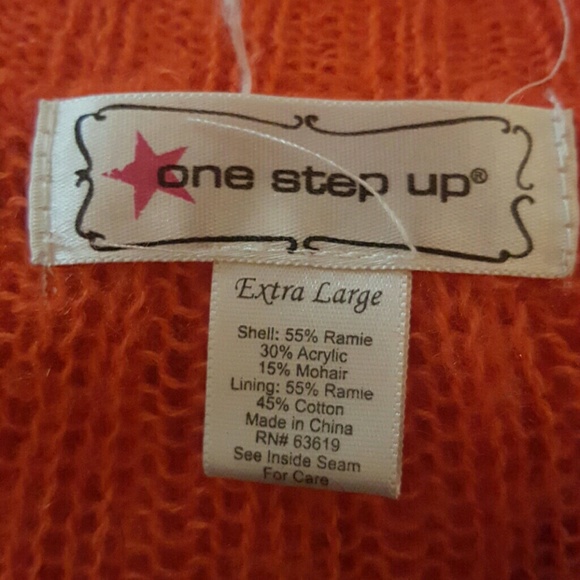 one step up®
Extra Large
Shell: 55% Ramie
30% Acrylic
15% Mohair
Lining: 55% Ramie
45% Cotton
Made in China
RN# 63619
See Inside Seam
For Care